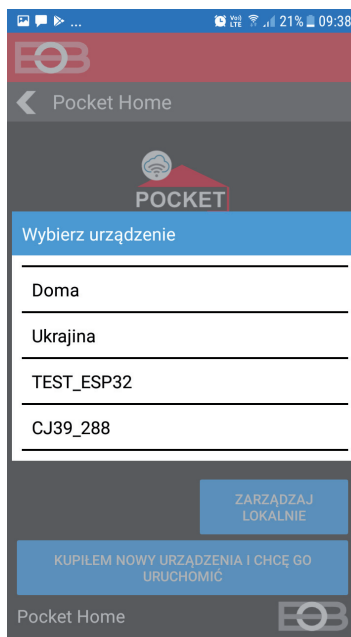 ... VoLTE 21% 09:38
EOB
Pocket Home
POCKET
Wybierz urządzenie
Doma
Ukrajina
TEST_ESP32
CJ39_288
ZARZĄDZAJ
LOKALNIE
KUPIŁEM NOWY URZĄDZENIA I CHCĘ GO
URUCHOMIĆ
Pocket Home
EOB